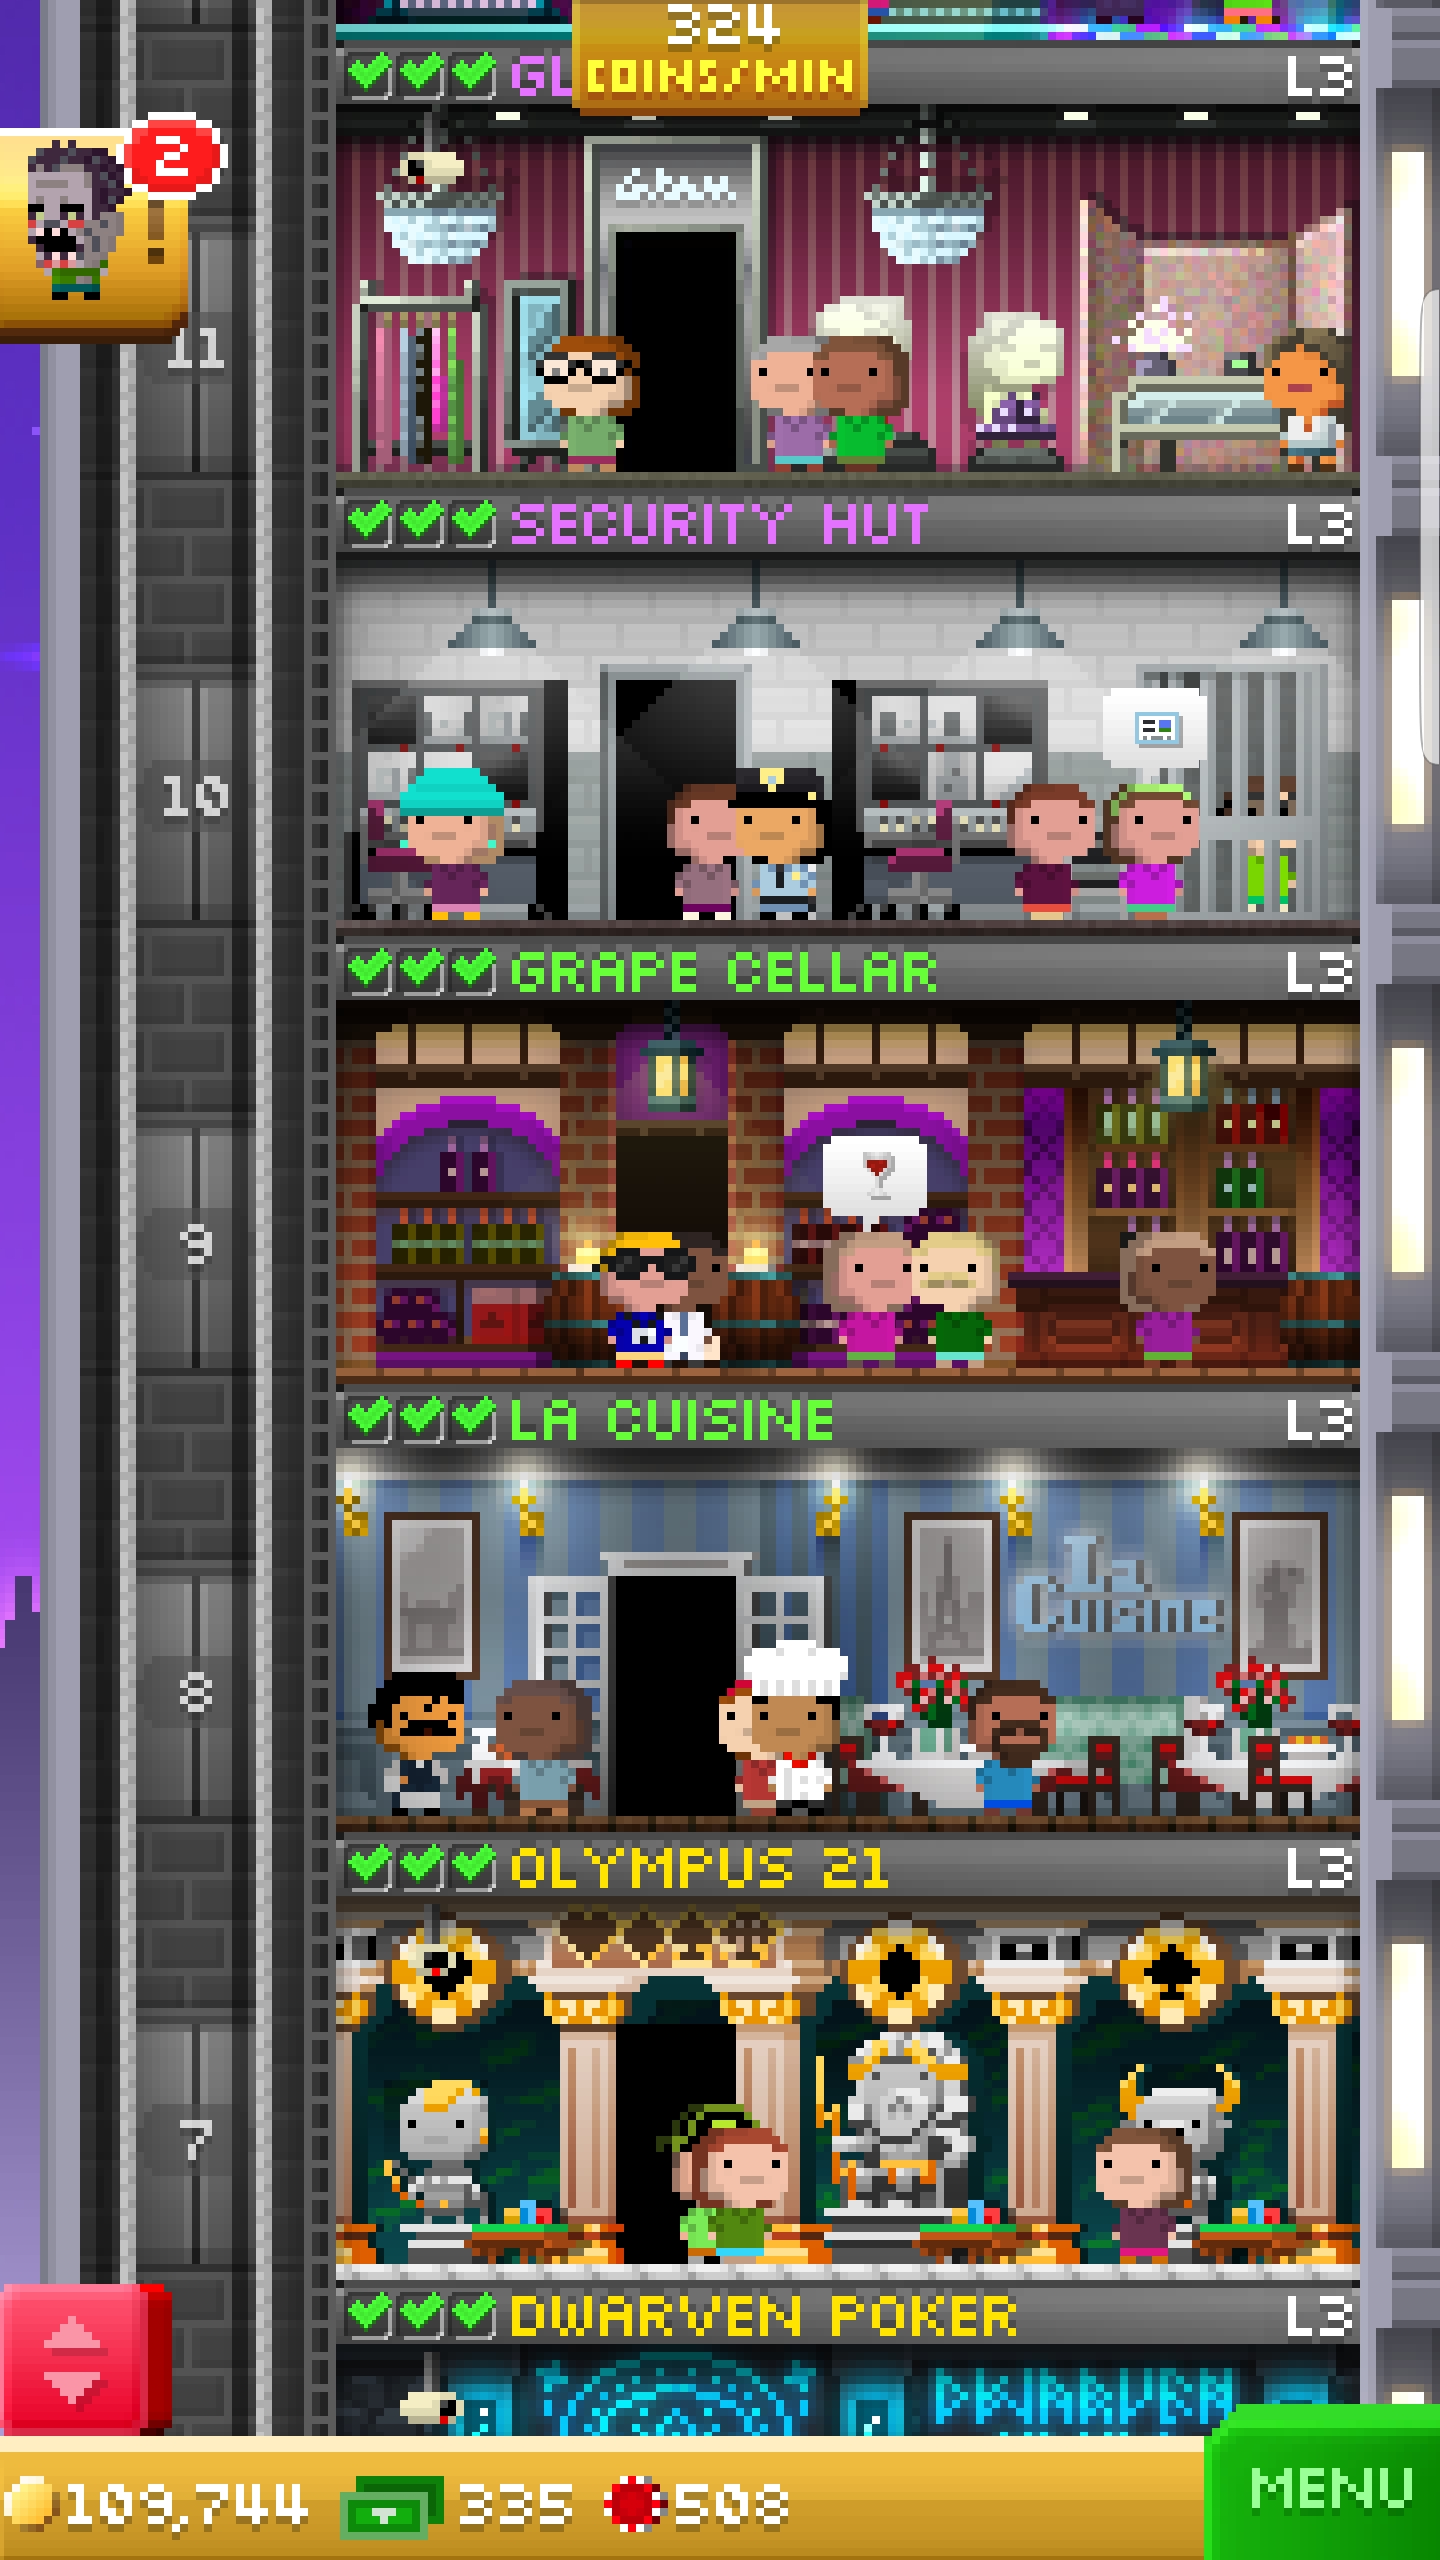 324
COINS/MIN
GL
L3
2
!
Glam
11
SECURITY HUT
L3
10
GRAPE CELLAR
L3
9
LA CUISINE
L3
La
Cuisine
8
OLYMPUS 21
L3
7
DWARVEN POKER
L3
DWARVEN
109,744
335
508
MENU